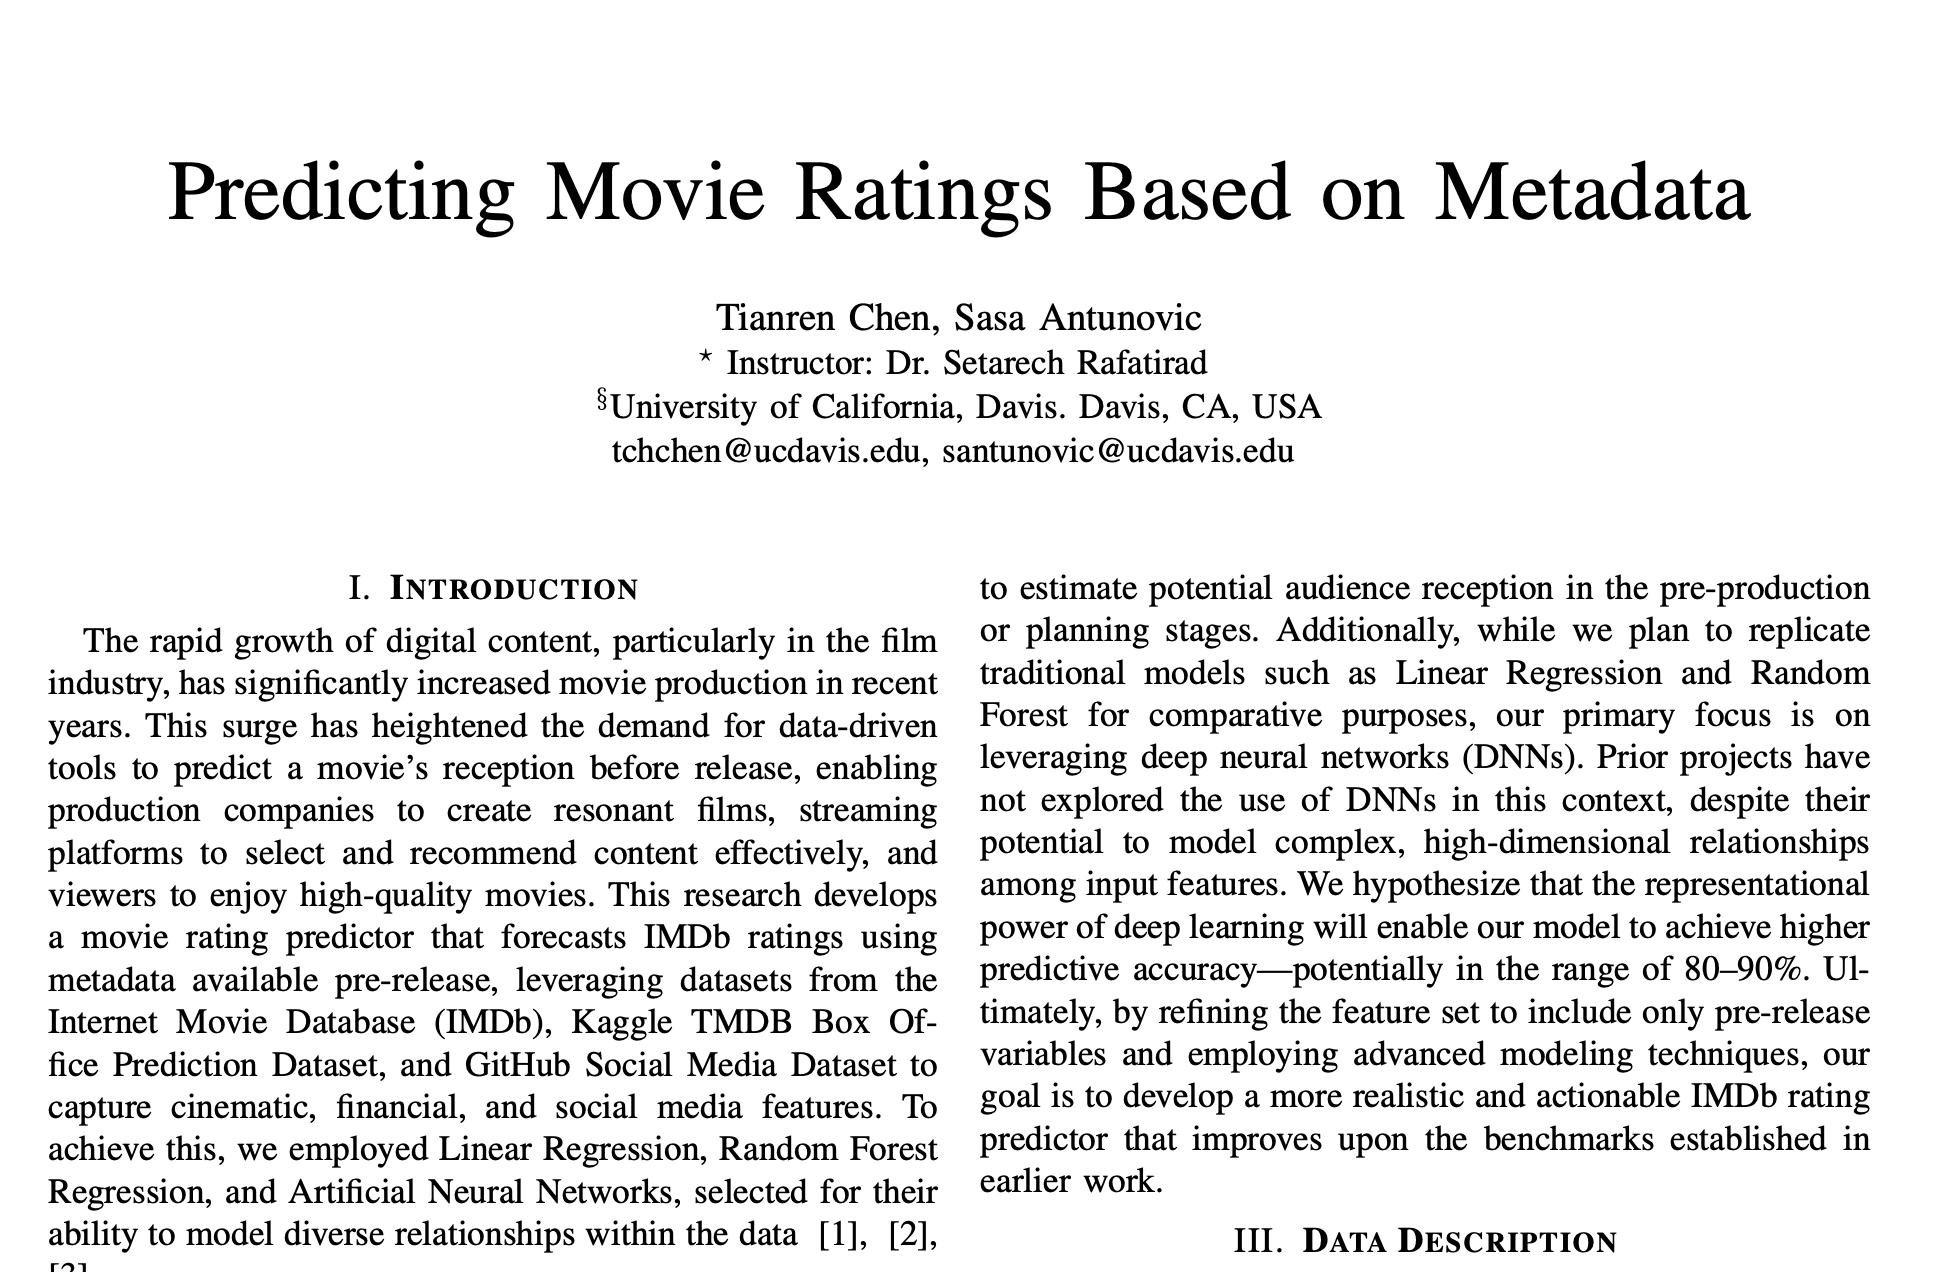 Predicting Movie Ratings Based on Metadata
Tianren Chen, Sasa Antunovic
* Instructor: Dr. Setarech Rafatirad
§University of California, Davis. Davis, CA, USA
tchchen@ucdavis.edu, santunovic@ucdavis.edu
I. INTRODUCTION
The rapid growth of digital content, particularly in the film
industry, has significantly increased movie production in recent
years. This surge has heightened the demand for data-driven
tools to predict a movie's reception before release, enabling
production companies to create resonant films, streaming
platforms to select and recommend content effectively, and
viewers to enjoy high-quality movies. This research develops
a movie rating predictor that forecasts IMDb ratings using
metadata available pre-release, leveraging datasets from the
Internet Movie Database (IMDb), Kaggle TMDB Box Of-
fice Prediction Dataset, and GitHub Social Media Dataset to
capture cinematic, financial, and social media features. To
achieve this, we employed Linear Regression, Random Forest
Regression, and Artificial Neural Networks, selected for their
ability to model diverse relationships within the data [1], [2],
to estimate potential audience reception in the pre-production
or planning stages. Additionally, while we plan to replicate
traditional models such as Linear Regression and Random
Forest for comparative purposes, our primary focus is on
leveraging deep neural networks (DNNs). Prior projects have
not explored the use of DNNs in this context, despite their
potential to model complex, high-dimensional relationships
among input features. We hypothesize that the representational
power of deep learning will enable our model to achieve higher
predictive accuracy—potentially in the range of 80–90%. Ul-
timately, by refining the feature set to include only pre-release
variables and employing advanced modeling techniques, our
goal is to develop a more realistic and actionable IMDb rating
predictor that improves upon the benchmarks established in
earlier work.
III. DATA DESCRIPTION